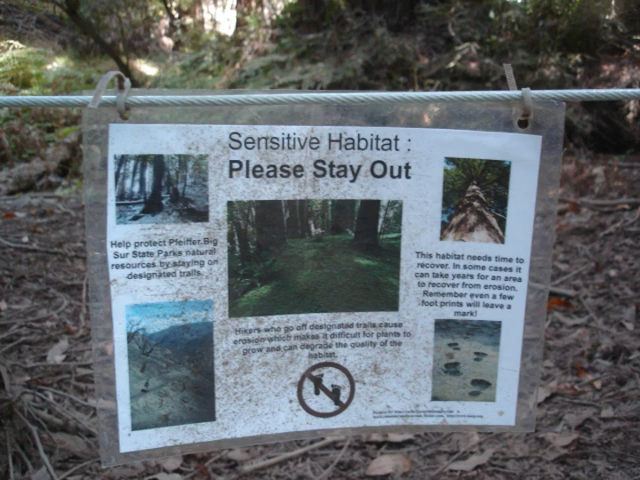 Sensitive Habitat :
Please Stay Out
Help protect Pfeiffer Big
Sur State Parks natural
resources by staying on
designated trails.
This habitat needs time to
recover. In some cases it
can take years for an area
to recover from erosion.
Remember even a few
foot prints will leave a
mark!
Hikers who go off designated trails cause
erosion which makes it difficult for plants to
grow and can degrade the quality of the
habitat.